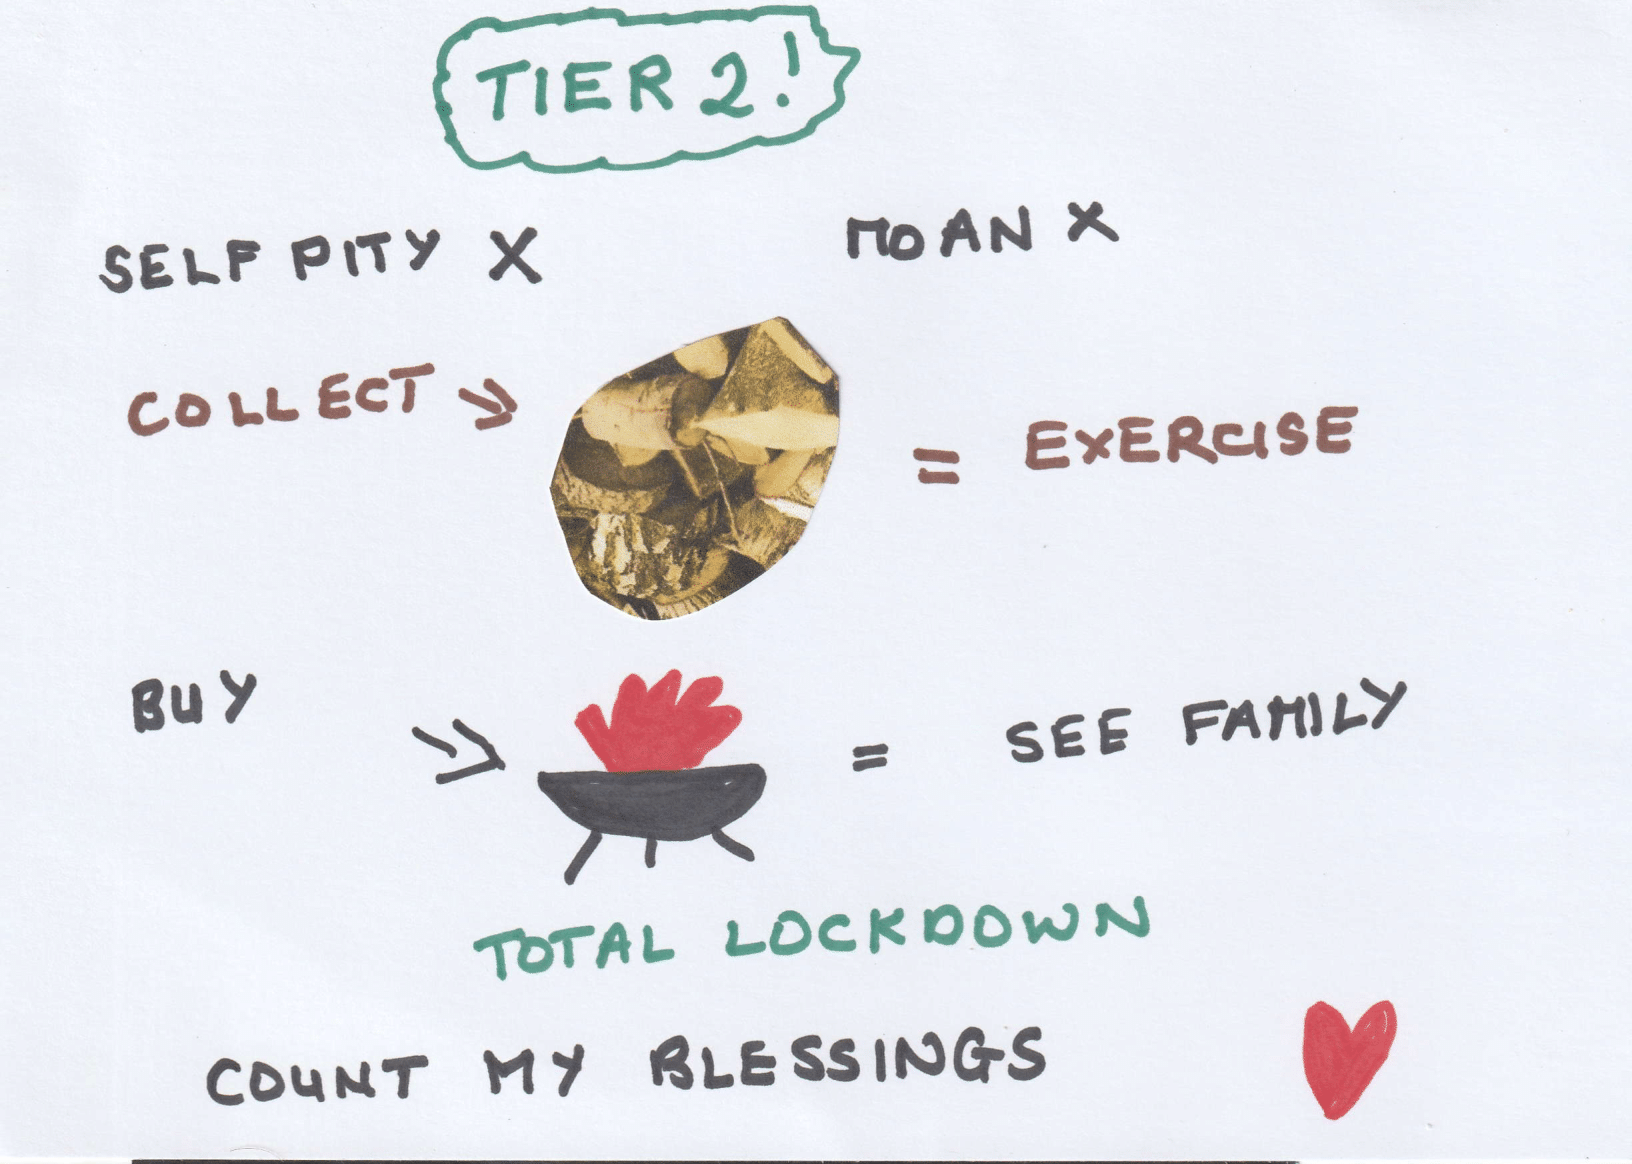 TIER 2!
SELF PITY X
MOAN X
COLLECT >> = EXERCISE
BUY >> = SEE FAMILY
TOTAL LOCKDOWN
COUNT MY BLESSINGS